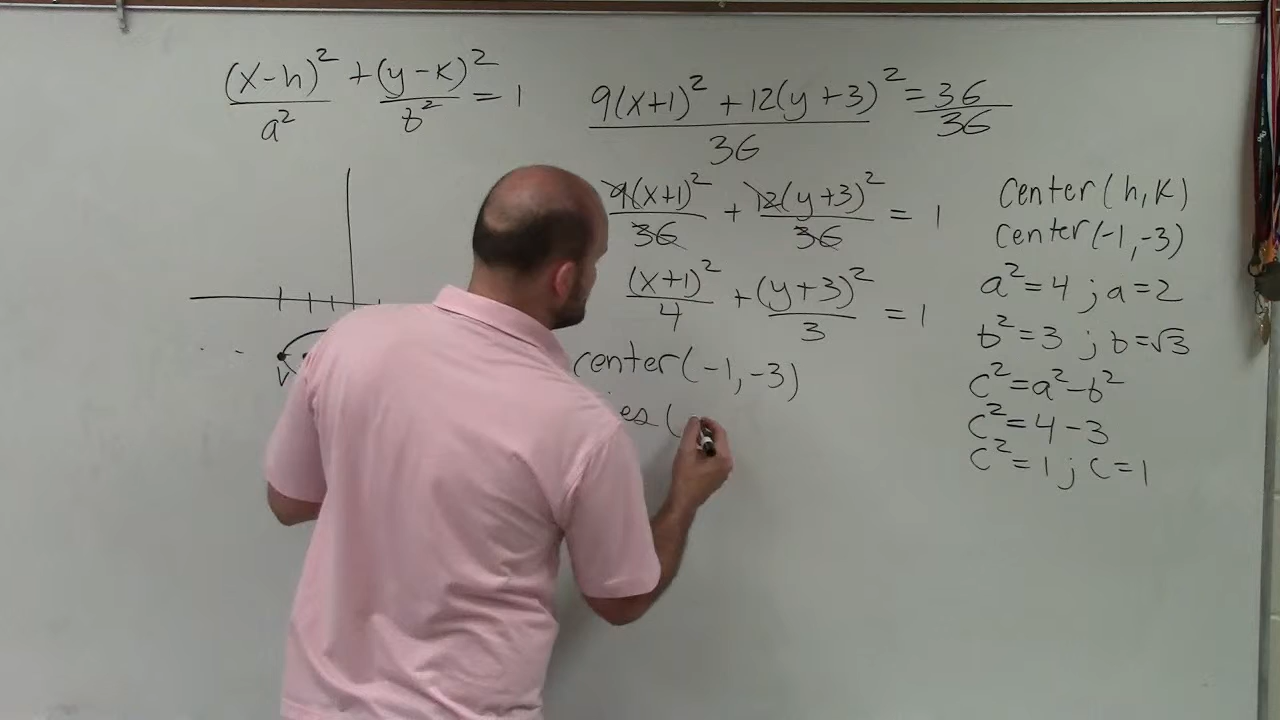 (x-h)²/a² + (y-k)²/b² = 1
9(x+1)² + 12(y+3)²/36 = 36/36
9(x+1)²/36 + 12(y+3)²/36 = 1
(x+1)²/4 + (y+3)²/3 = 1
center(-1,-3)
center(h,k)
center(-1,-3)
a²=4 ; a=2
b²=3 ; b=√3
c²=a²-b²
c²=4-3
c²=1 ; c=1